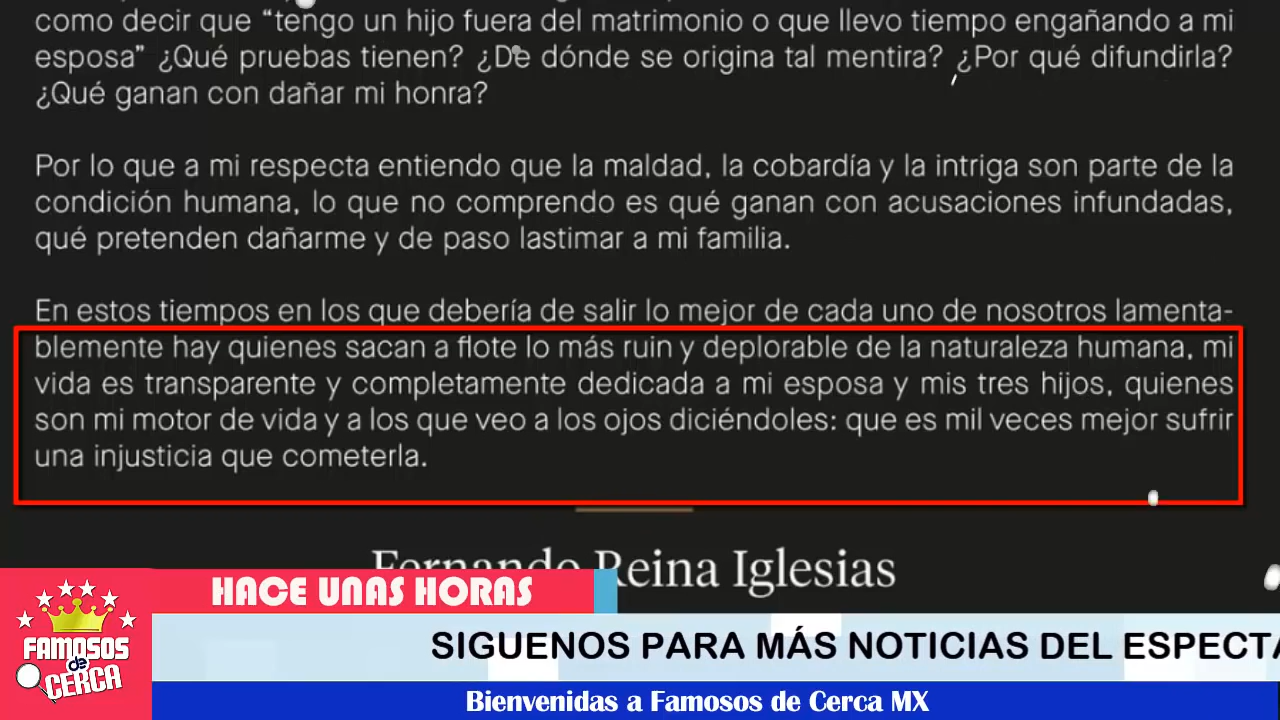 como decir que “tengo un hijo fuera del matrimonio o que llevo tiempo engañando a mi
esposa” ¿Qué pruebas tienen? ¿De dónde se origina tal mentira? ¿Por qué difundirla?
¿Qué ganan con dañar mi honra?
Por lo que a mi respecta entiendo que la maldad, la cobardía y la intriga son parte de la
condición humana, lo que no comprendo es qué ganan con acusaciones infundadas,
qué pretenden dañarme y de paso lastimar a mi familia.
En estos tiempos en los que debería de salir lo mejor de cada uno de nosotros lamenta-
blemente hay quienes sacan a flote lo más ruin y deplorable de la naturaleza humana, mi
vida es transparente y completamente dedicada a mi esposa y mis tres hijos, quienes
son mi motor de vida y a los que veo a los ojos diciéndoles: que es mil veces mejor sufrir
una injusticia que cometerla.
Fernando Reina Iglesias
HACE UNAS HORAS
SIGUENOS PARA MÁS NOTICIAS DEL ESPECTA
FAMOSOS
de
CERCA
Bienvenidas a Famosos de Cerca MX